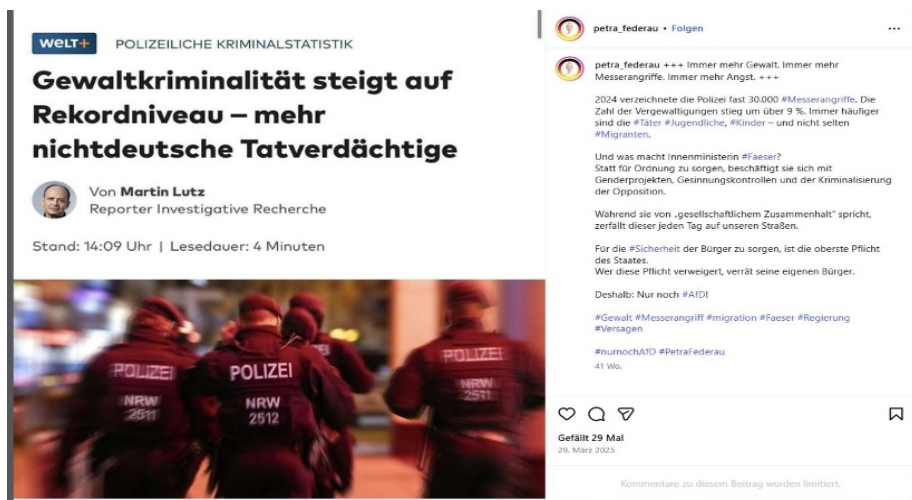 WELT+ POLIZEILICHE KRIMINALSTATISTIK
Gewaltkriminalität steigt auf
Rekordniveau – mehr
nichtdeutsche Tatverdächtige
Von Martin Lutz
Reporter Investigative Recherche
Stand: 14:09 Uhr | Lesedauer: 4 Minuten
POLIZEI
NRW
2511
POLIZEI
NRW
2512
POLIZEI
NRW
2511
petra_federau • Folgen
petra_federau +++ Immer mehr Gewalt. Immer mehr
Messerangriffe. Immer mehr Angst. +++
2024 verzeichnete die Polizei fast 30.000 #Messerangriffe. Die
Zahl der Vergewaltigungen stieg um über 9 %. Immer häufiger
sind die #Täter #Jugendliche, #Kinder – und nicht selten
#Migranten.
Und was macht Innenministerin #Faeser?
Statt für Ordnung zu sorgen, beschäftigt sie sich mit
Genderprojekten, Gesinnungskontrollen und der Kriminalisierung
der Opposition.
Während sie von „gesellschaftlichem Zusammenhalt" spricht,
zerfällt dieser jeden Tag auf unseren Straßen.
Für die #Sicherheit der Bürger zu sorgen, ist die oberste Pflicht
des Staates.
Wer diese Pflicht verweigert, verrät seine eigenen Bürger.
Deshalb: Nur noch #AfD!
#Gewalt #Messerangriff #migration #Faeser #Regierung
#Versagen
#nurnochAfD #PetraFederau
41 Wo.
Gefällt 29 Mal
29. März 2025
Kommentare zu diesem Beitrag wurden limitiert.